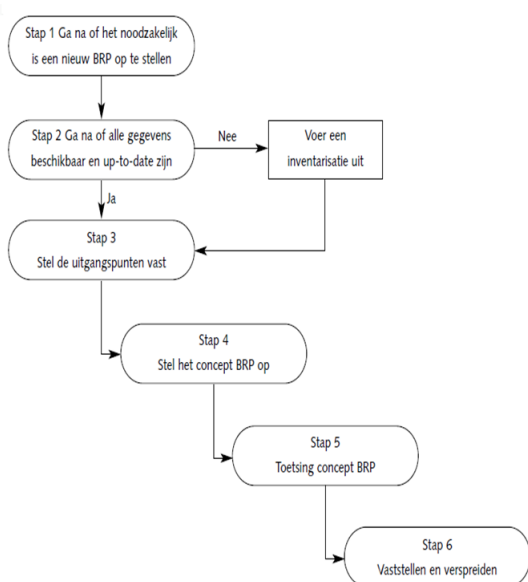 Stap 1 Ga na of het noodzakelijk
is een nieuw BRP op te stellen
Stap 2 Ga na of alle gegevens
beschikbaar en up-to-date zijn
Nee
Voer een
inventarisatie uit
Ja
Stap 3
Stel de uitgangspunten vast
Stap 4
Stel het concept BRP op
Stap 5
Toetsing concept BRP
Stap 6
Vaststellen en verspreiden